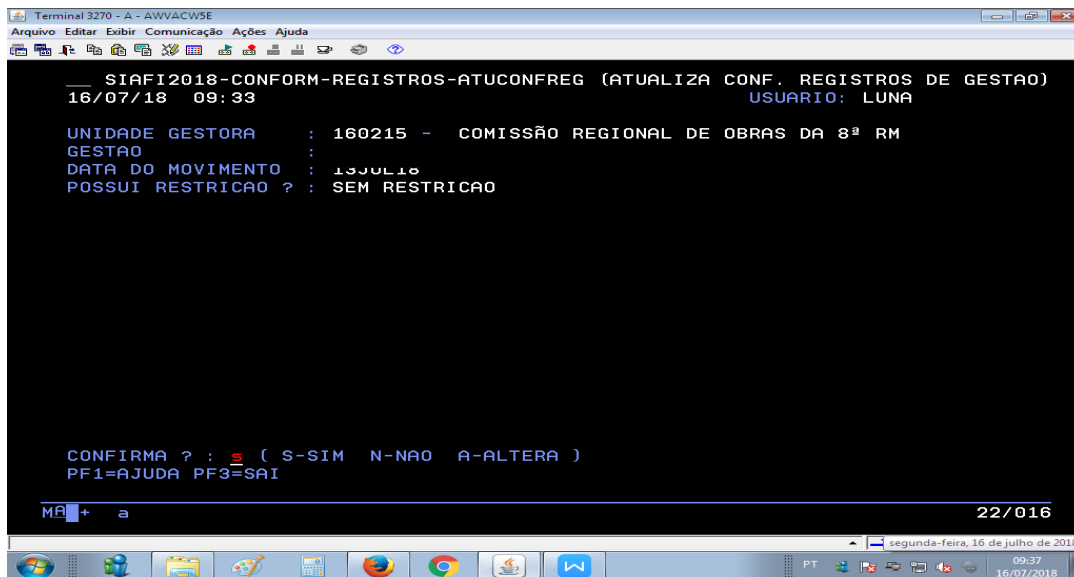 Terminal 3270 - A - AWVACW5E
Arquivo Editar Exibir Comunicação Ações Ajuda
__ SIAFI2018-CONFORM-REGISTROS-ATUCONFREG (ATUALIZA CONF. REGISTROS DE GESTAO)
16/07/18 09:33 USUARIO: LUNA
UNIDADE GESTORA : 160215 - COMISSÃO REGIONAL DE OBRAS DA 8ª RM
GESTAO :
DATA DO MOVIMENTO : 13JUL18
POSSUI RESTRICAO ? : SEM RESTRICAO
CONFIRMA ? : s ( S-SIM N-NAO A-ALTERA )
PF1=AJUDA PF3=SAI
MA + a 22/016
segunda-feira, 16 de julho de 2018
PT 09:37
16/07/2018